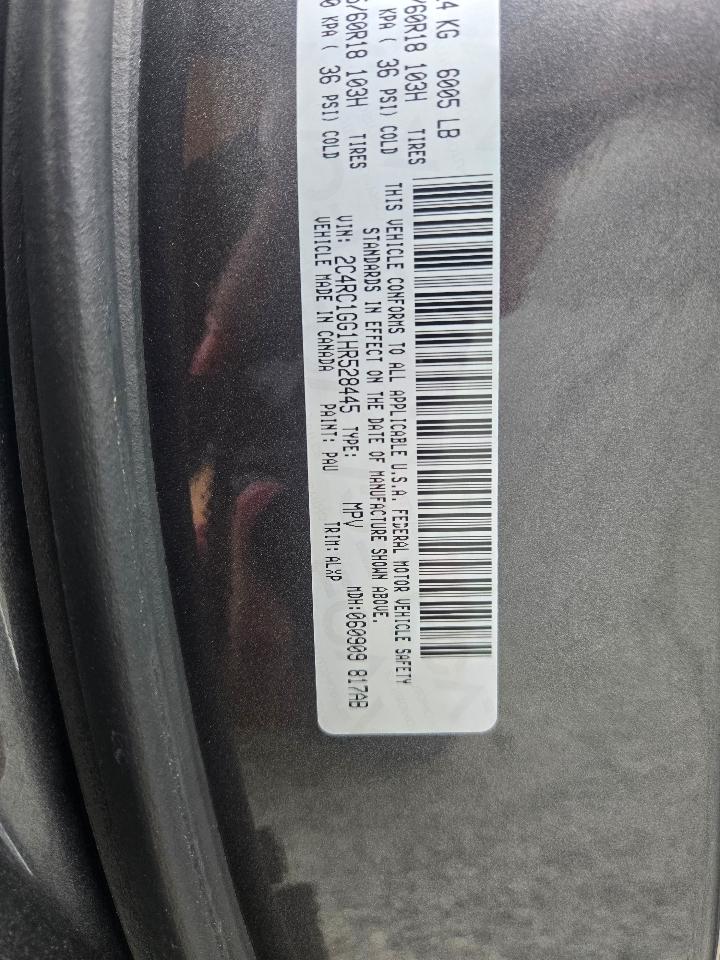 4 KG 6005 LB
/60R18 103H TIRES
KPA ( 36 PSI) COLD
/60R18 103H TIRES
0 KPA ( 36 PSI) COLD
THIS VEHICLE CONFORMS TO ALL APPLICABLE U.S.A. FEDERAL MOTOR VEHICLE SAFETY
STANDARDS IN EFFECT ON THE DATE OF MANUFACTURE SHOWN ABOVE.
VIN: 2C4RC1GG1HR528445 TYPE: MPV MDH:060909 817AB
VEHICLE MADE IN CANADA PAINT: PAU TRIM: ALXP